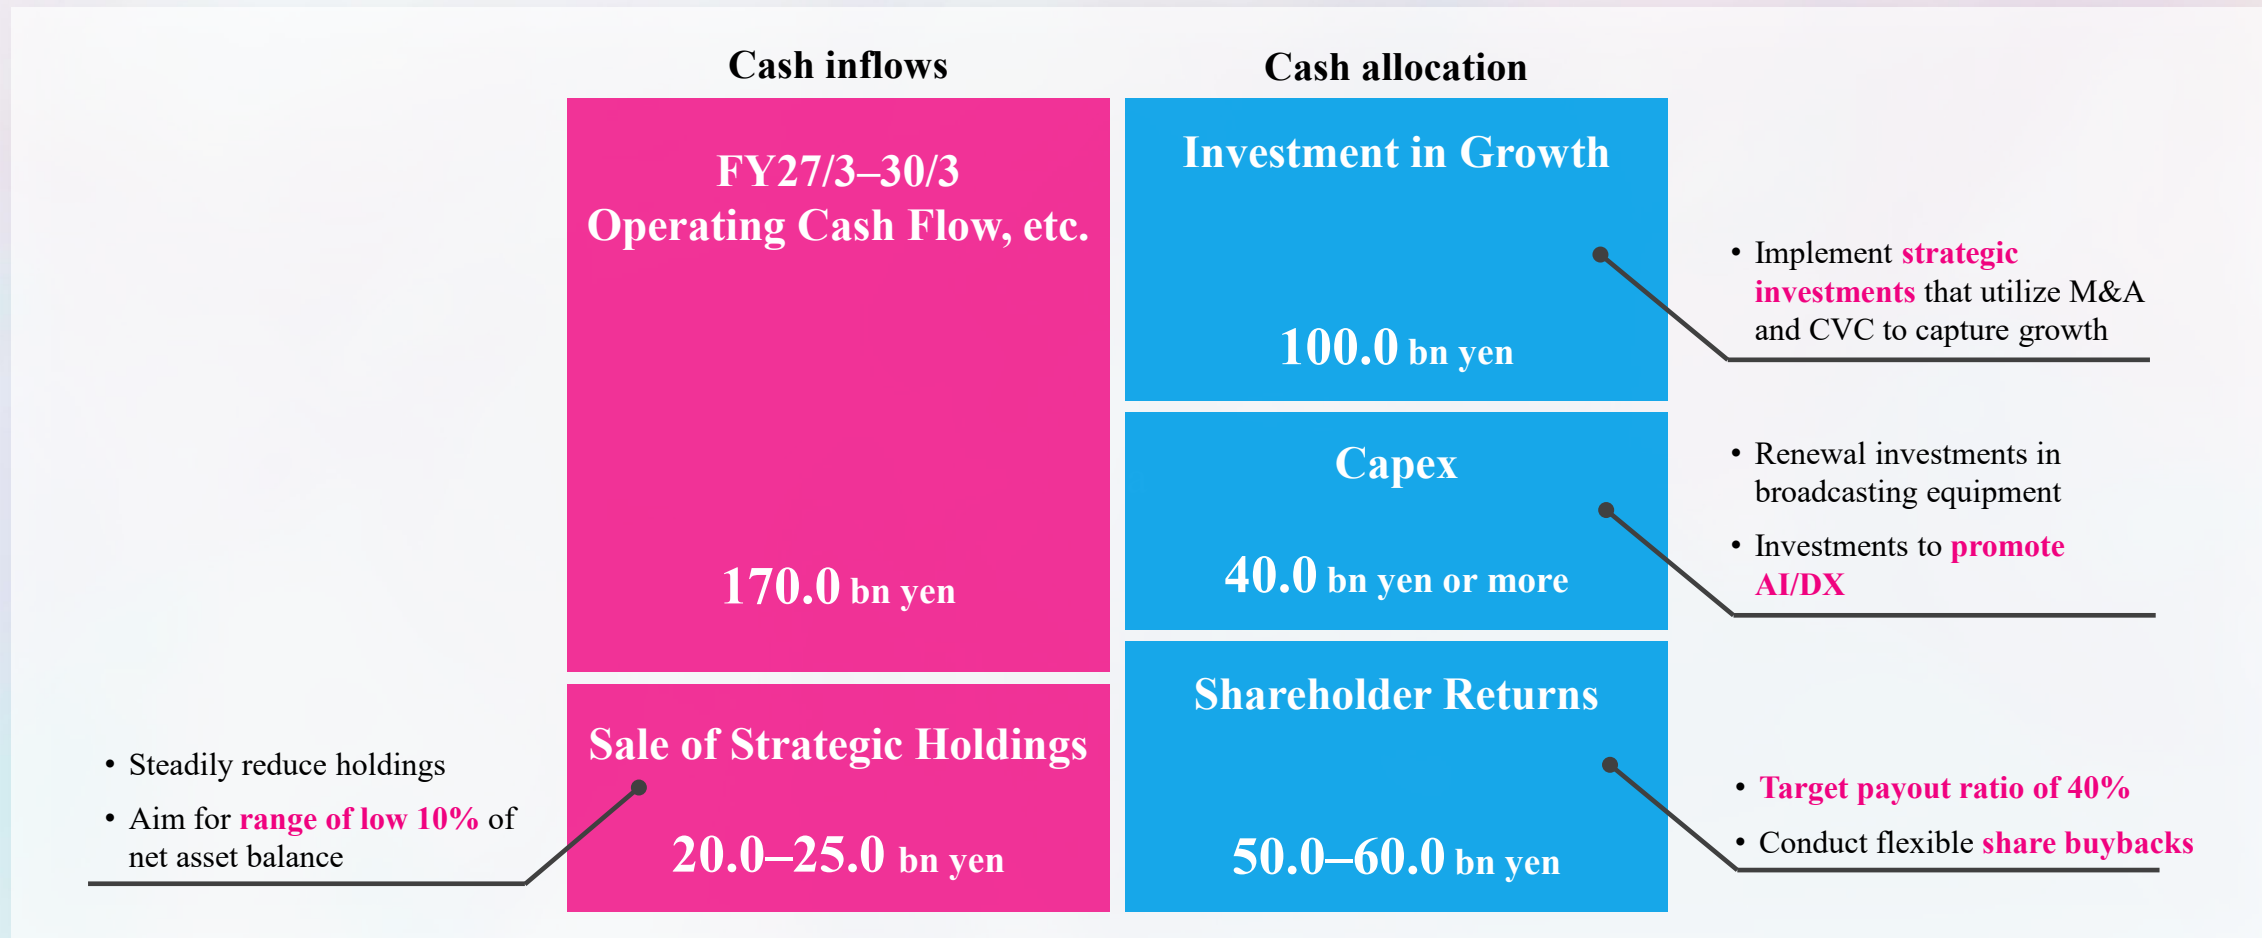 Cash inflows
FY27/3–30/3
Operating Cash Flow, etc.
170.0 bn yen
Sale of Strategic Holdings
20.0–25.0 bn yen
• Steadily reduce holdings
• Aim for range of low 10% of
net asset balance
Cash allocation
Investment in Growth
100.0 bn yen
• Implement strategic
investments that utilize M&A
and CVC to capture growth
Capex
40.0 bn yen or more
• Renewal investments in
broadcasting equipment
• Investments to promote
AI/DX
Shareholder Returns
50.0–60.0 bn yen
• Target payout ratio of 40%
• Conduct flexible share buybacks